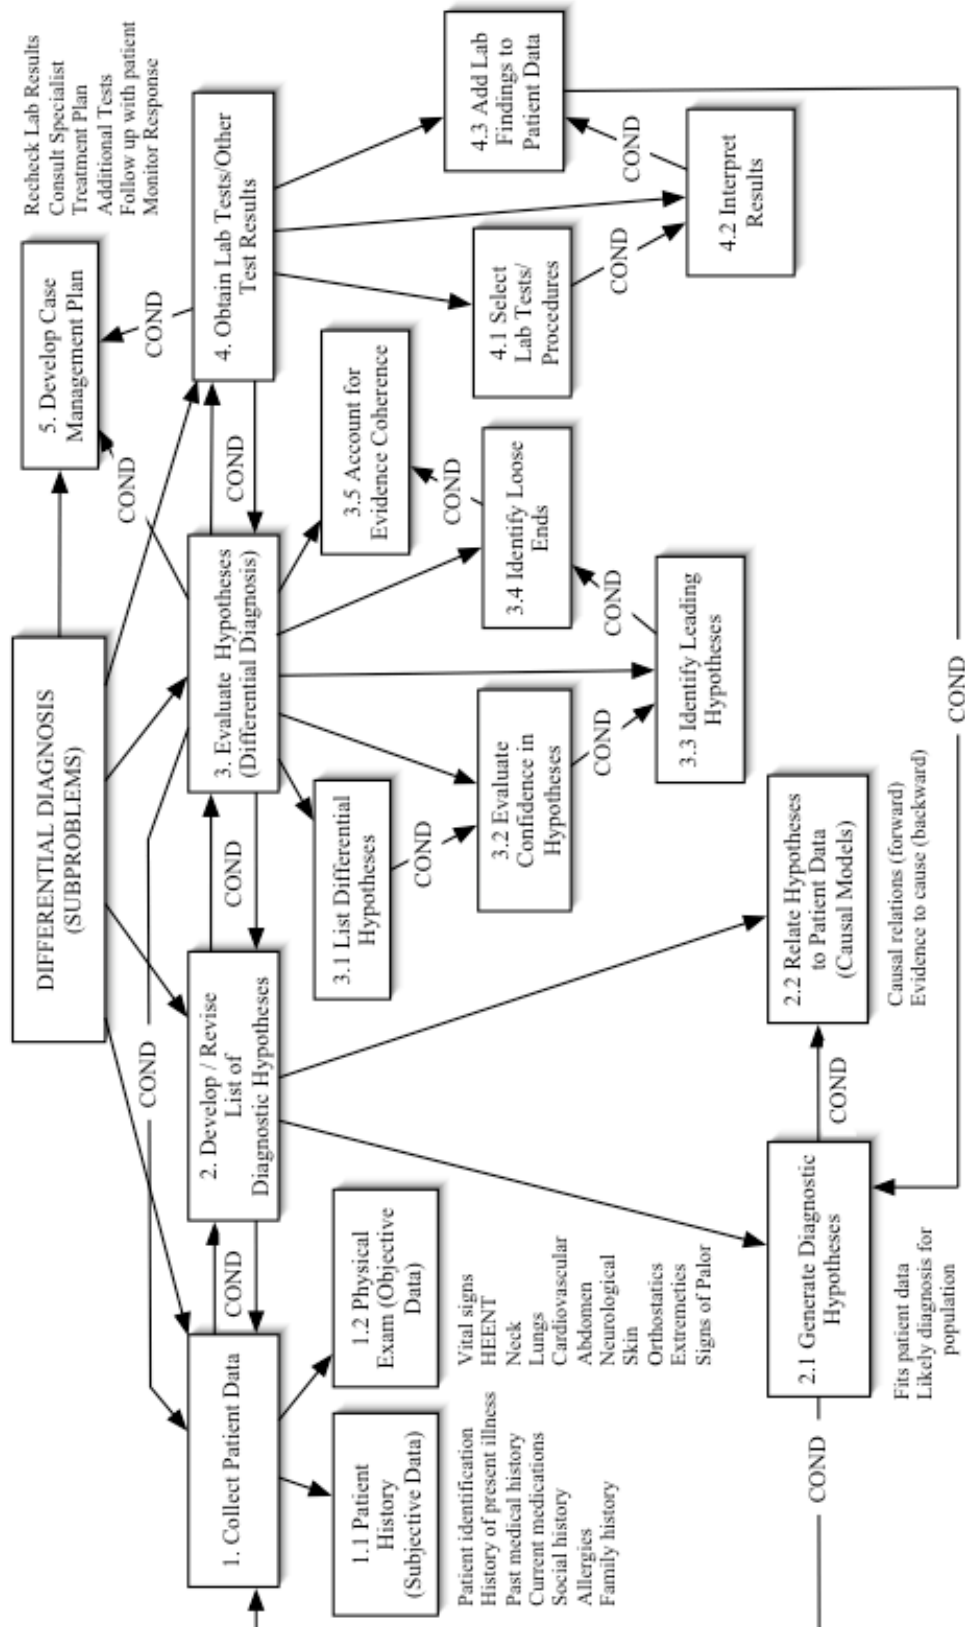 DIFFERENTIAL DIAGNOSIS
(SUBPROBLEMS)
1. Collect Patient Data
COND
2. Develop / Revise
List of
Diagnostic Hypotheses
COND
3. Evaluate Hypotheses
(Differential Diagnosis)
COND
4. Obtain Lab Tests/Other
Test Results
COND
COND
COND
5. Develop Case
Management Plan
Recheck Lab Results
Consult Specialist
Treatment Plan
Additional Tests
Follow up with patient
Monitor Response
1.1 Patient
History
(Subjective Data)
Patient identification
History of present illness
Past medical history
Current medications
Social history
Allergies
Family history
1.2 Physical
Exam (Objective
Data)
Vital signs
HEENT
Neck
Lungs
Cardiovascular
Abdomen
Neurological
Skin
Orthostatics
Extremeties
Signs of Palor
3.1 List Differential
Hypotheses
COND
3.2 Evaluate
Confidence in
Hypotheses
COND
3.3 Identify Leading
Hypotheses
COND
3.4 Identify Loose
Ends
COND
3.5 Account for
Evidence Coherence
4.1 Select
Lab Tests/
Procedures
COND
4.2 Interpret
Results
COND
4.3 Add Lab
Findings to
Patient Data
COND
COND
2.1 Generate Diagnostic
Hypotheses
Fits patient data
Likely diagnosis for
population
COND
2.2 Relate Hypotheses
to Patient Data
(Causal Models)
Causal relations (forward)
Evidence to cause (backward)